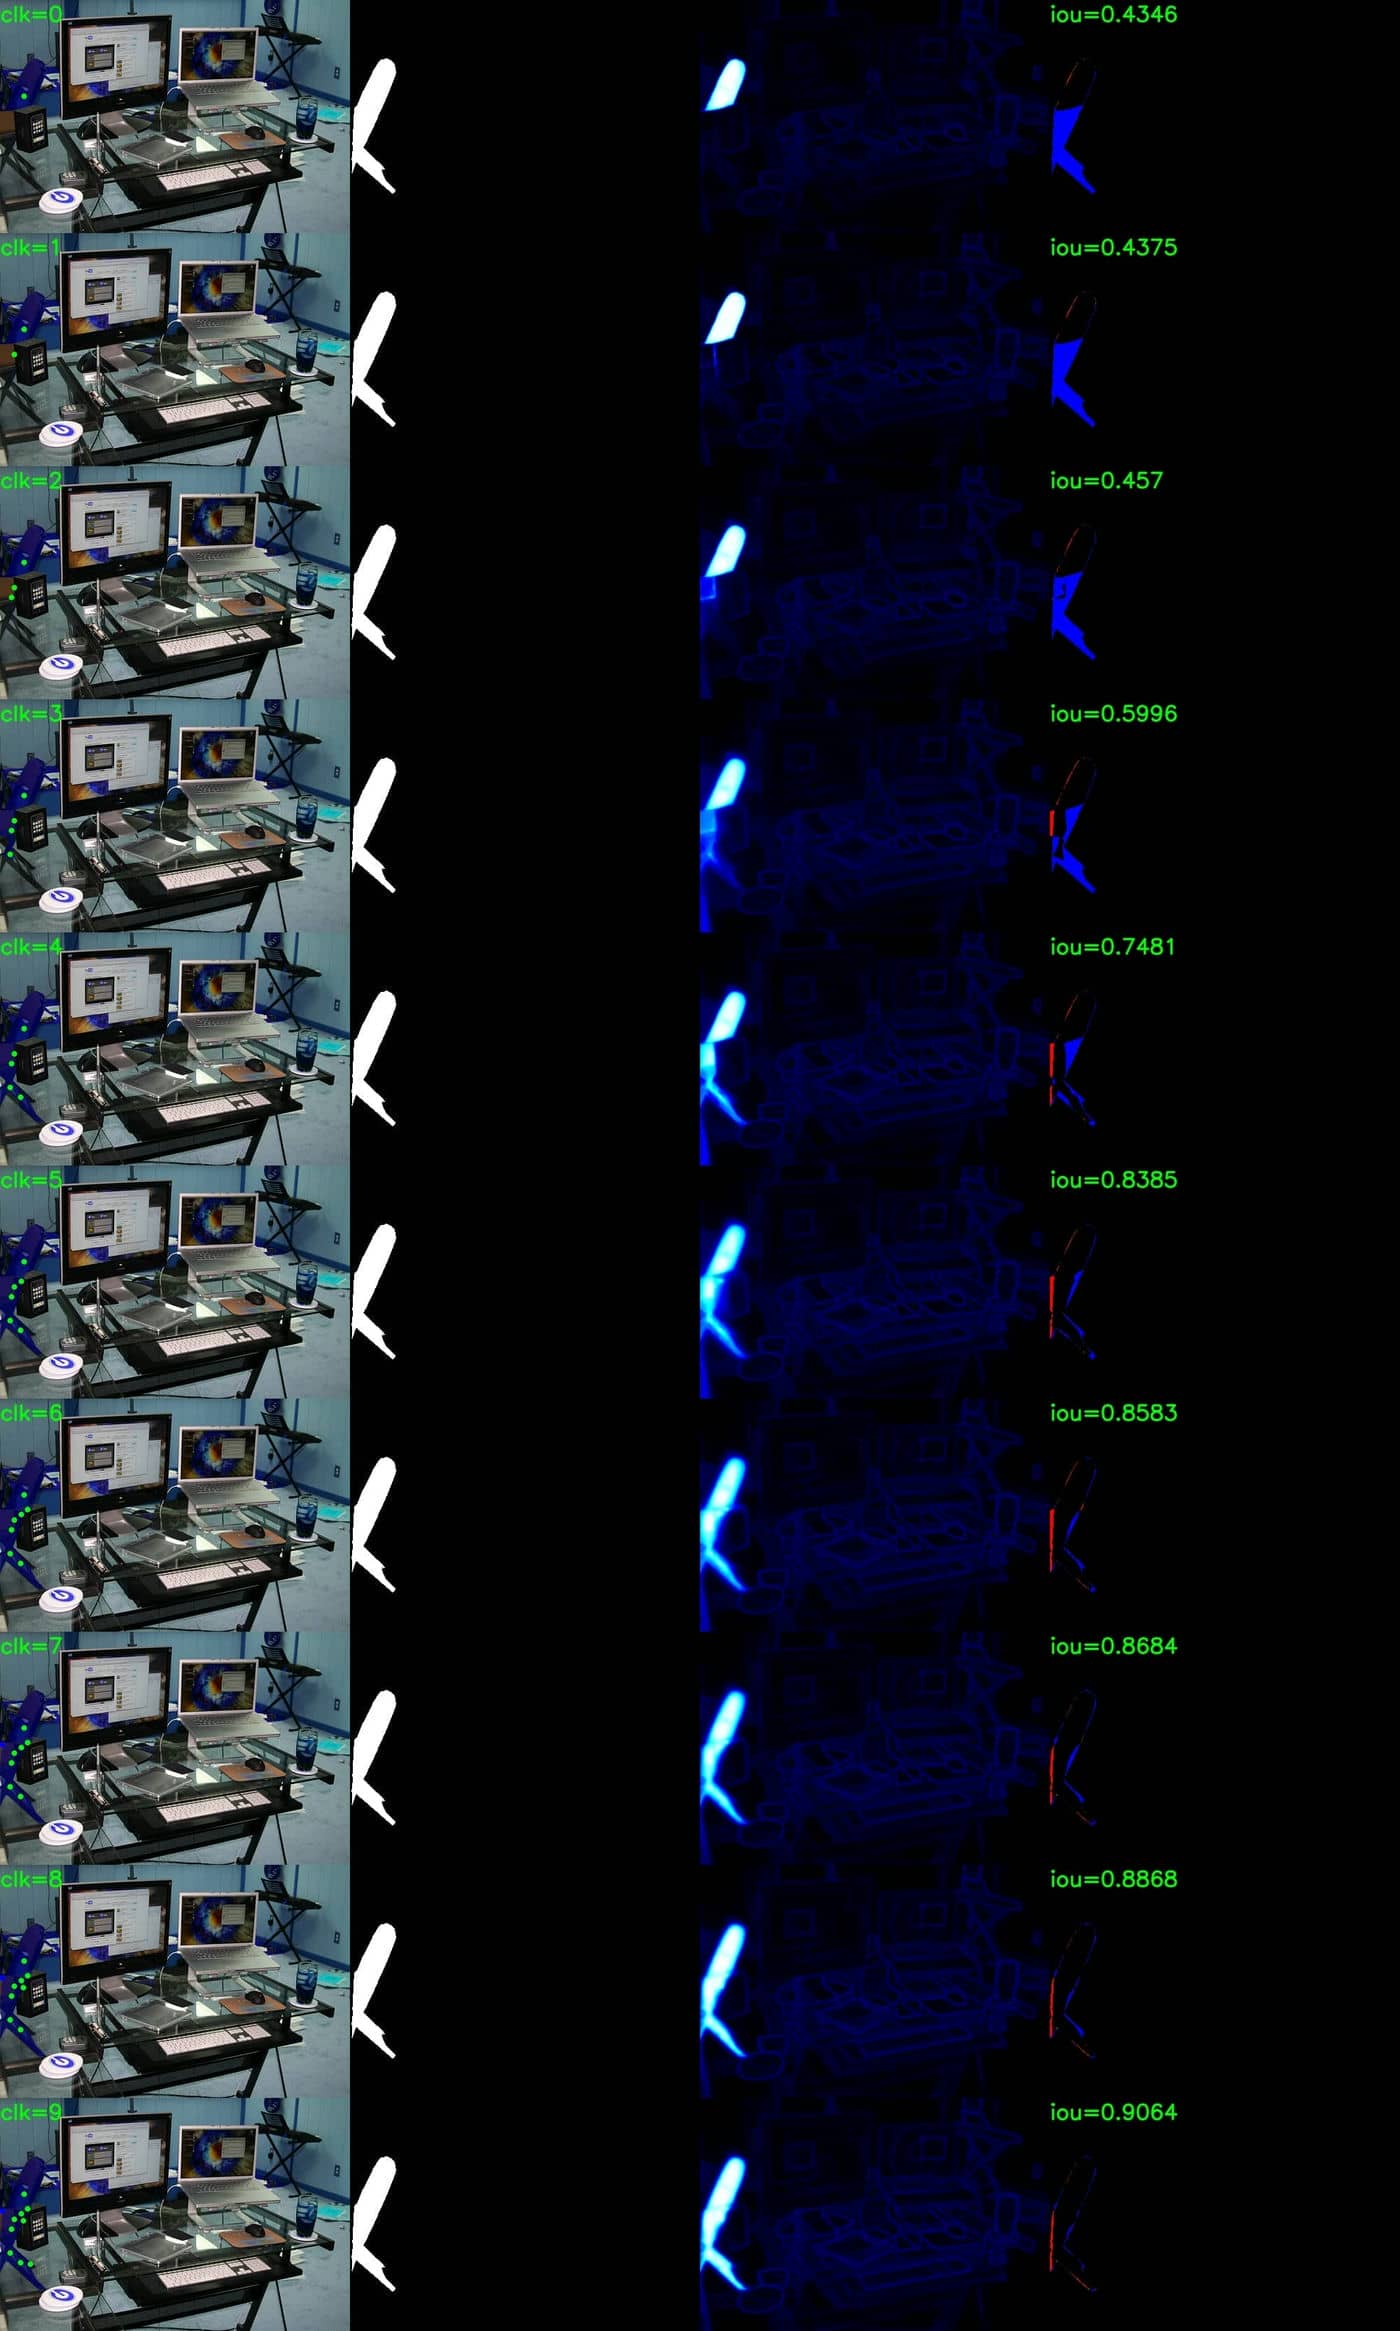 clk=0 iou=0.4346
clk=1 iou=0.4375
clk=2 iou=0.457
clk=3 iou=0.5996
clk=4 iou=0.7481
clk=5 iou=0.8385
clk=6 iou=0.8583
clk=7 iou=0.8684
clk=8 iou=0.8868
clk=9 iou=0.9064